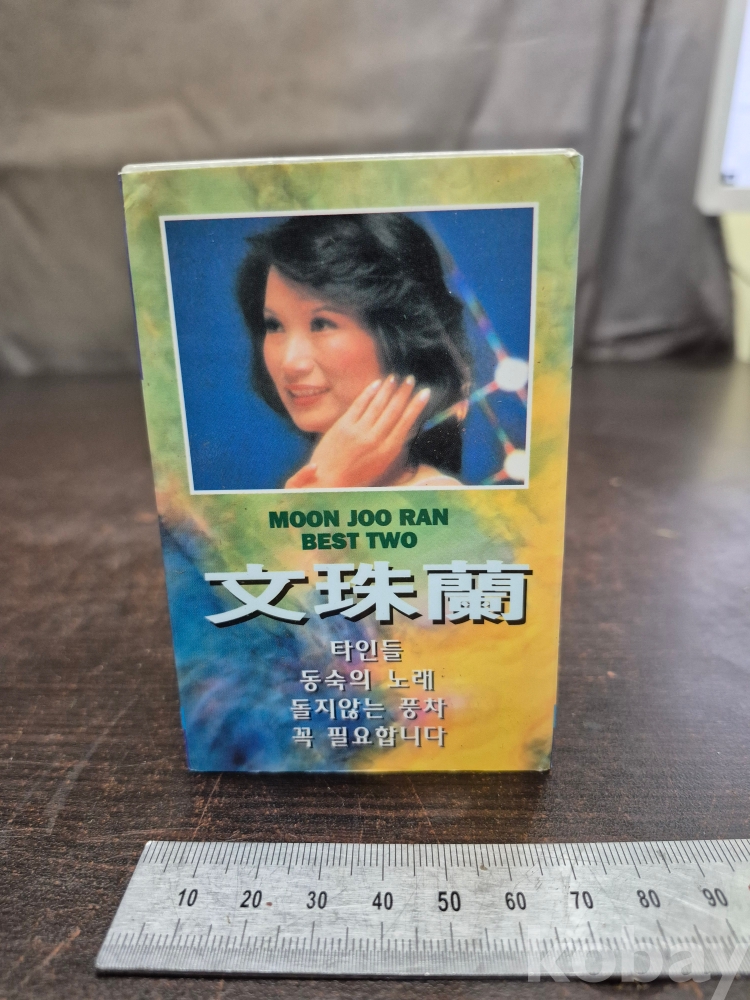 MOON JOO RAN
BEST TWO
文珠蘭
타인들
동숙의 노래
돌지않는 풍차
꼭 필요합니다
10 20 30 40 50 60 70 80 90
kobay